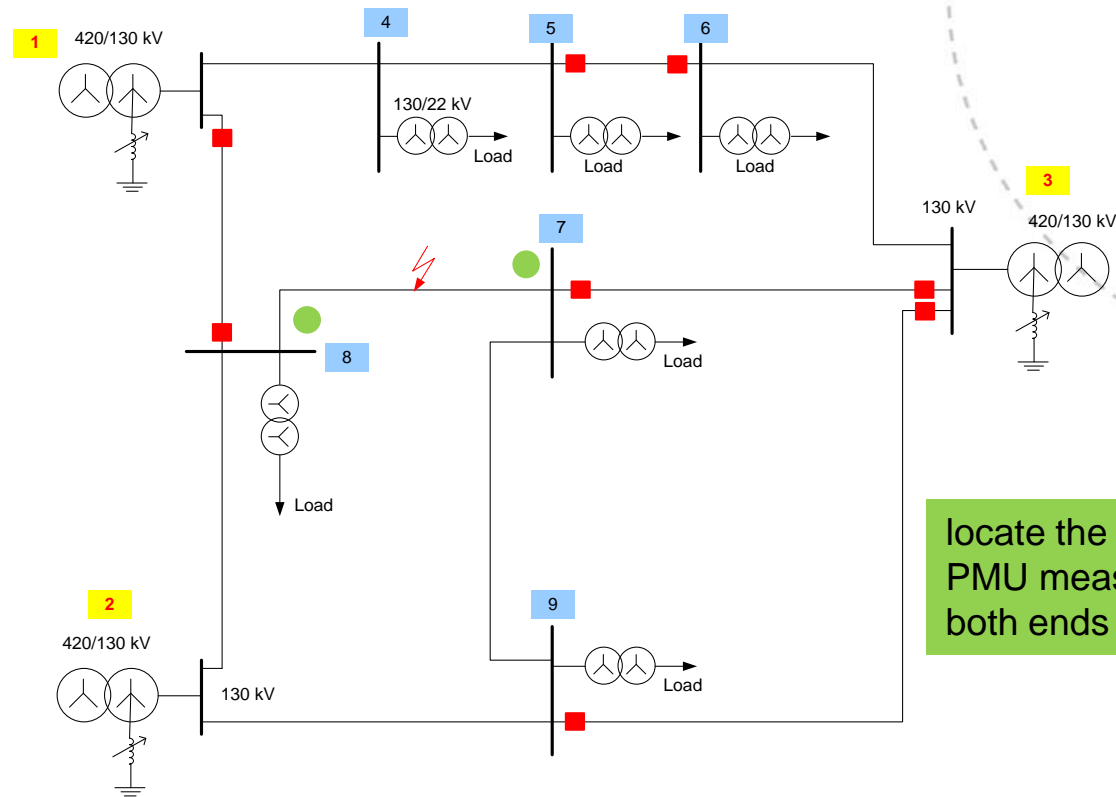 1
420/130 kV
4
5
6
130/22 kV
Load
Load
Load
3
130 kV
420/130 kV
7
Load
8
Load
2
420/130 kV
130 kV
9
Load
locate the
PMU
both ends